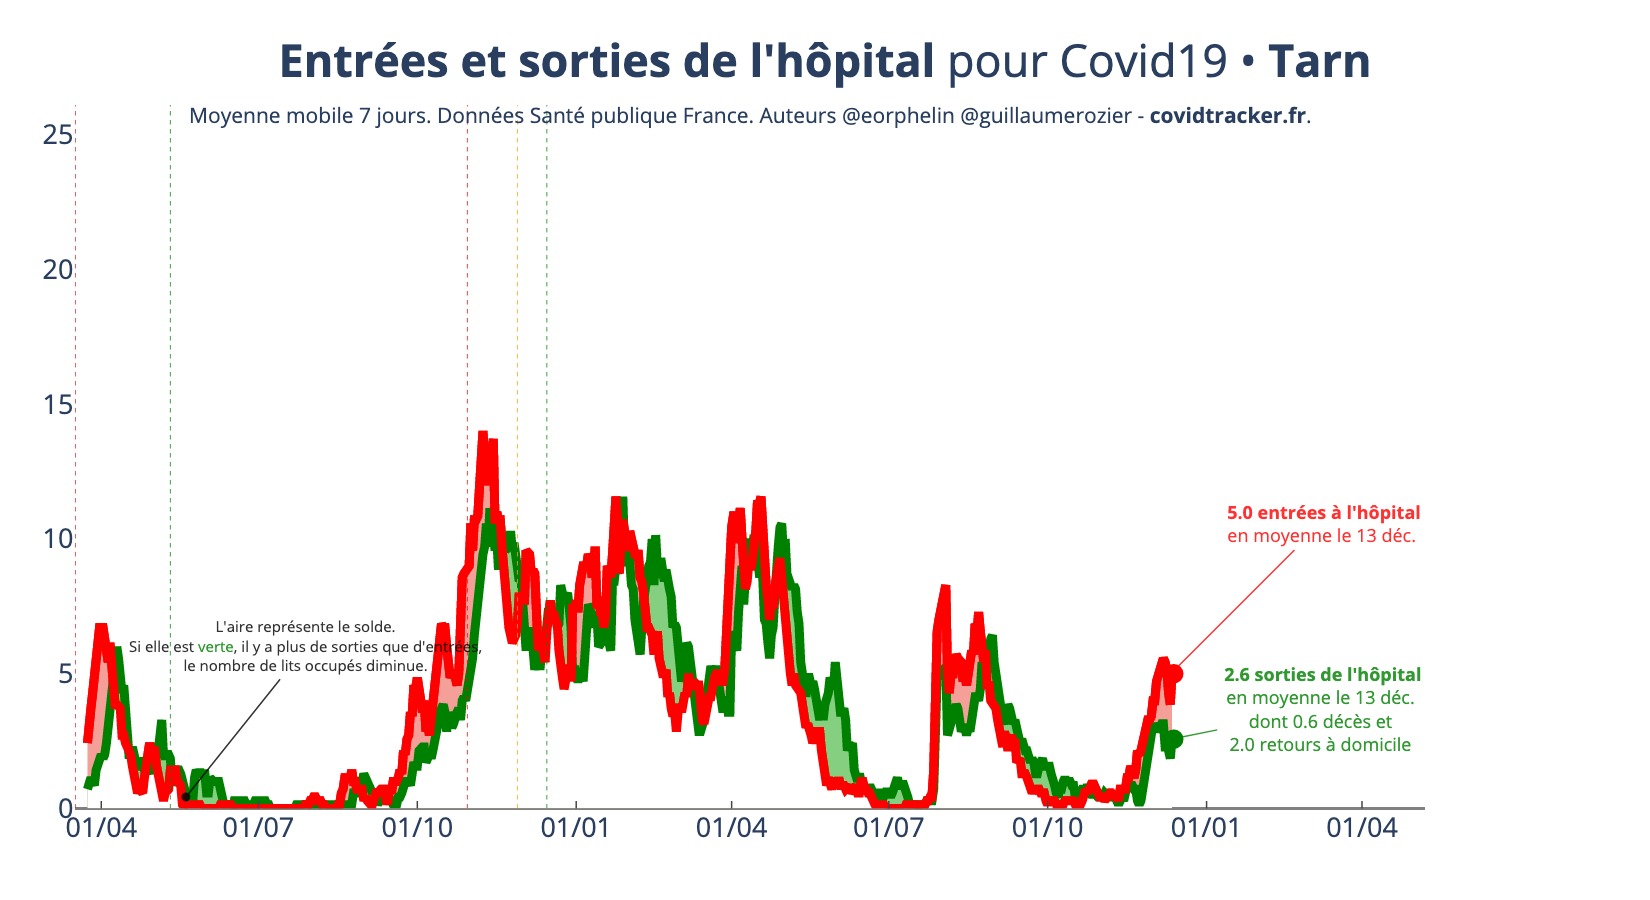 Entrées et sorties de l'hôpital pour Covid19 • Tarn
Moyenne mobile 7 jours. Données Santé publique France. Auteurs @eorphelin @guillaumerozier - covidtracker.fr.
25
20
15
10
5
0
5.0 entrées à l'hôpital
en moyenne le 13 déc.
L'aire représente le solde.
Si elle est verte, il y a plus de sorties que d'entrées,
le nombre de lits occupés diminue.
2.6 sorties de l'hôpital
en moyenne le 13 déc.
dont 0.6 décès et
2.0 retours à domicile
01/04 01/07 01/10 01/01 01/04 01/07 01/10 01/01 01/04